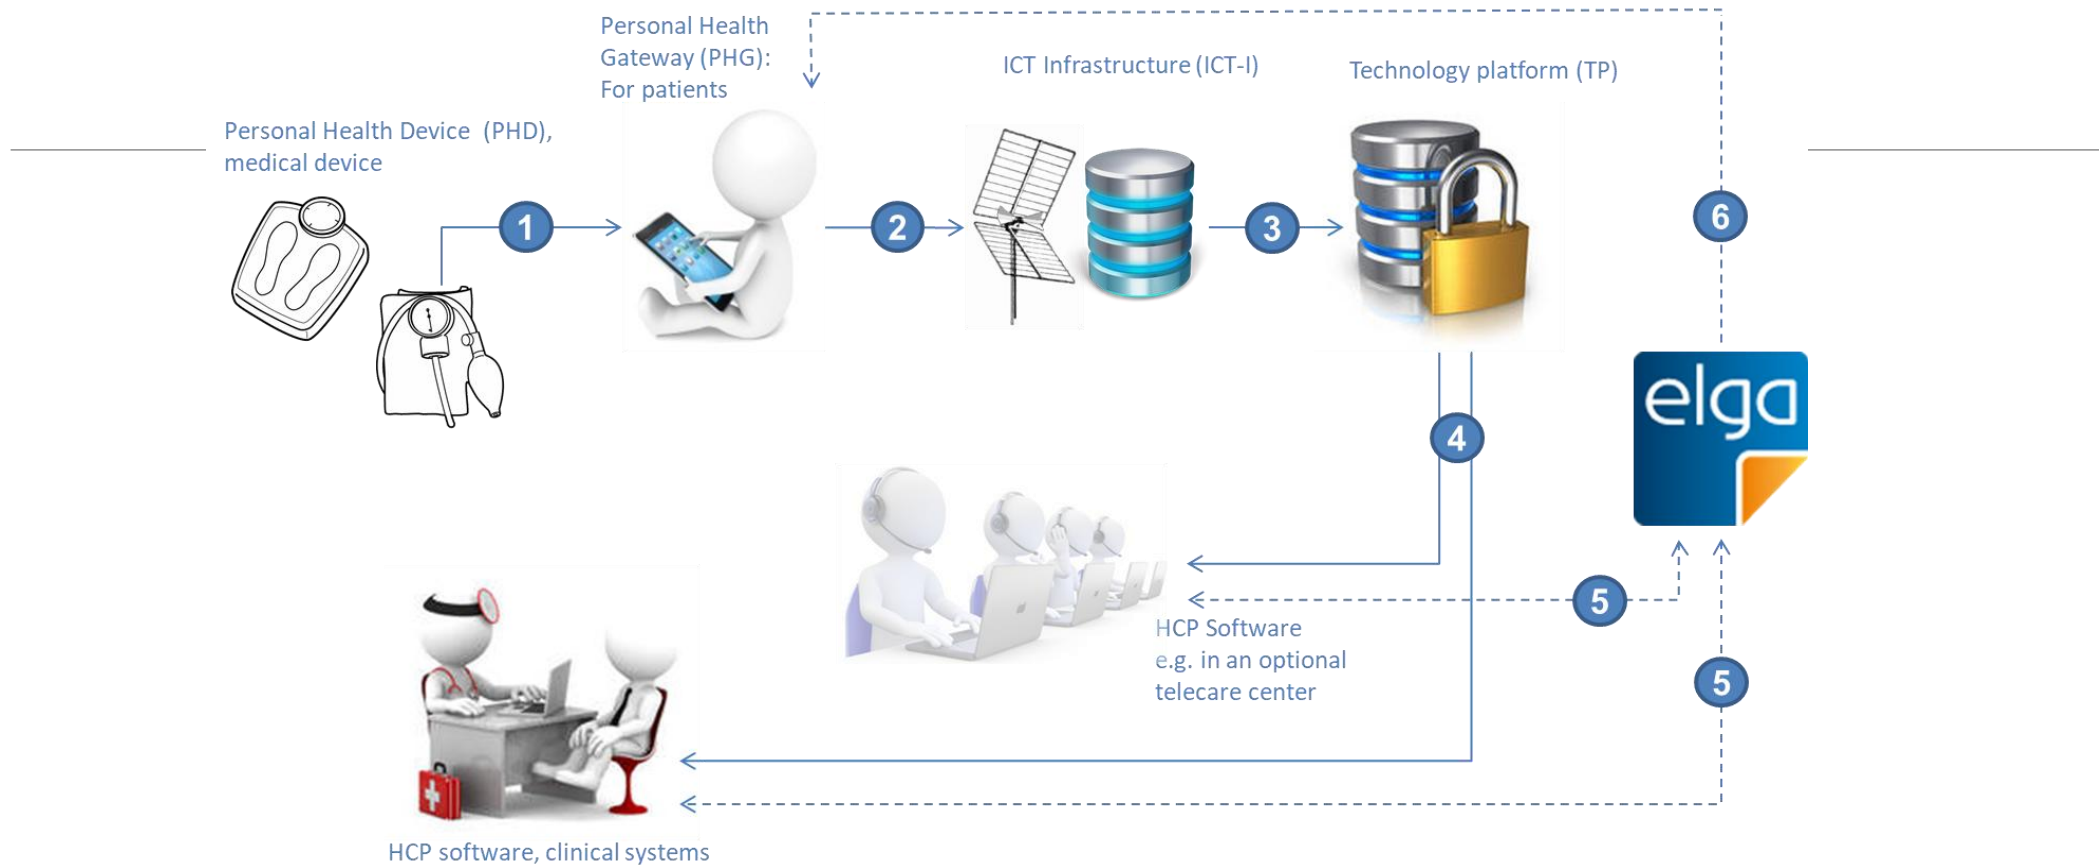 Personal Health
Gateway (PHG):
For patients
ICT Infrastructure (ICT-I)
Technology platform (TP)
Personal Health Device (PHD),
medical device
1
2
3
6
elga
4
5
HCP Software
e.g. in an optional
telecare center
5
HCP software, clinical systems